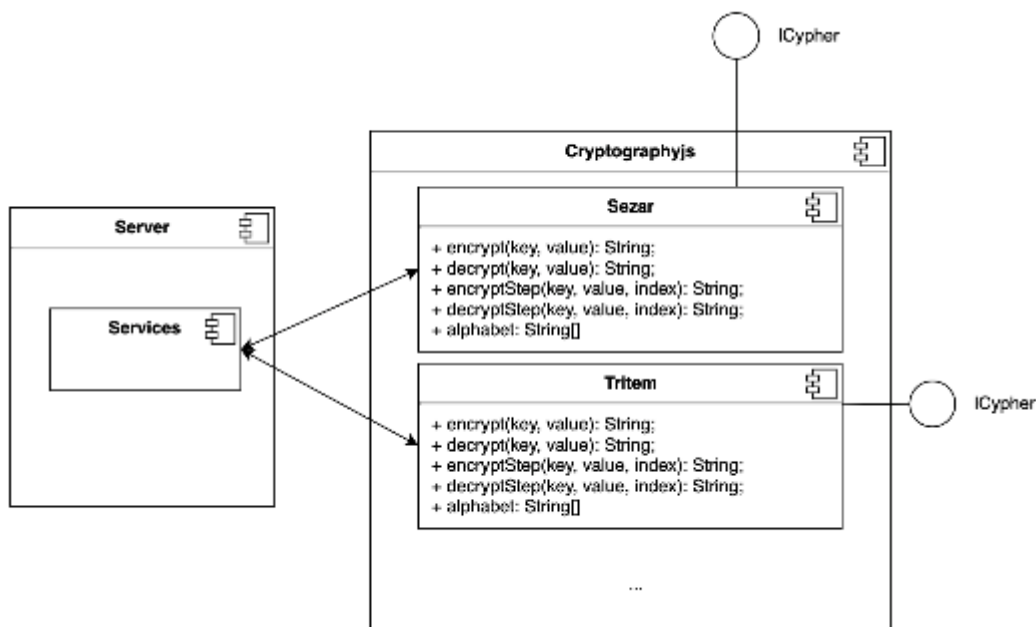 ICypher
Cryptographyjs
Sezar
+ encrypt(key, value): String;
+ decrypt(key, value): String;
+ encryptStep(key, value, index): String;
+ decryptStep(key, value, index): String;
+ alphabet: String[]
Server
Services
Tritem
+ encrypt(key, value): String;
+ decrypt(key, value): String;
+ encryptStep(key, value, index): String;
+ decryptStep(key, value, index): String;
+ alphabet: String[]
ICypher
...